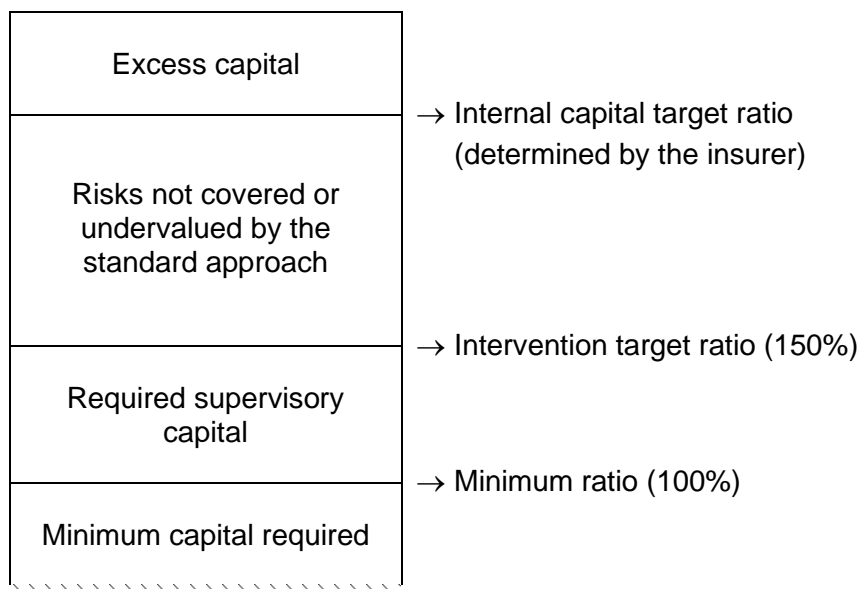 Excess capital
→ Internal capital target ratio
(determined by the insurer)
Risks not covered or
undervalued by the
standard approach
→ Intervention target ratio (150%)
Required supervisory
capital
→ Minimum ratio (100%)
Minimum capital required